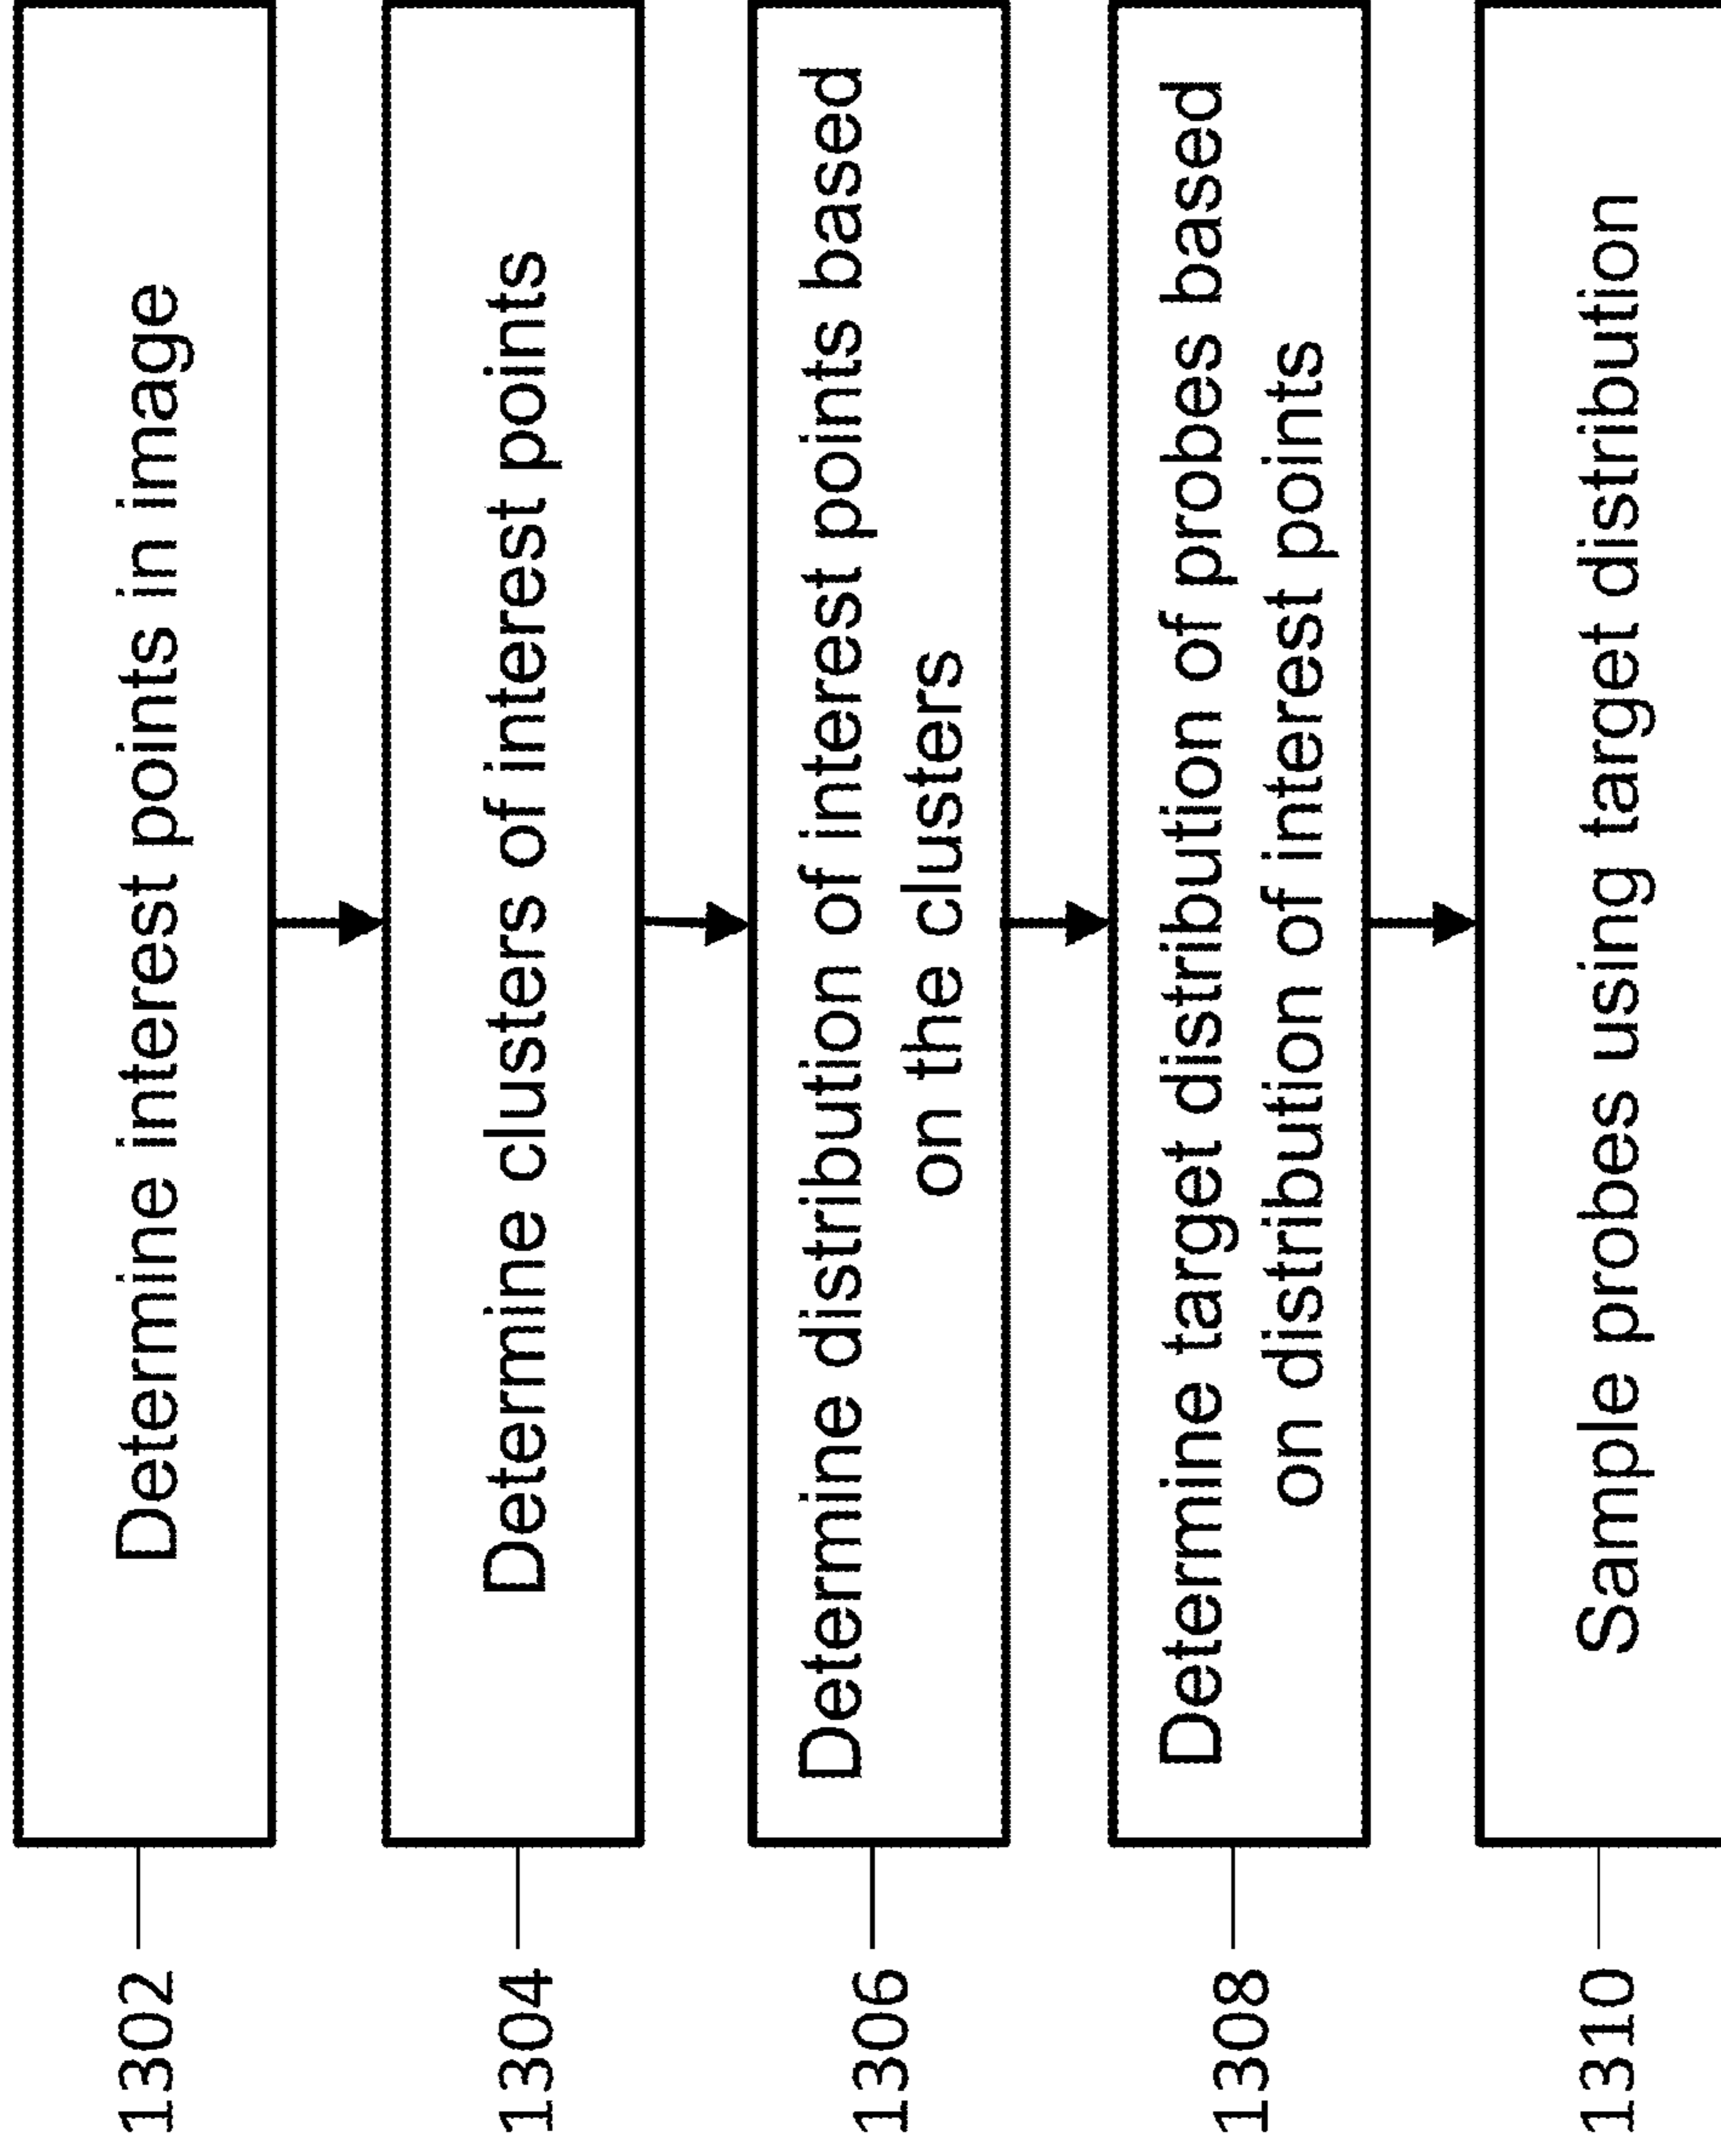 1302
Determine interest points in image
1304
Determine clusters of interest points
1306
Determine distribution of interest points based
on the clusters
1308
Determine target distribution of probes based
on distribution of interest points
1310
Sample probes using target distribution